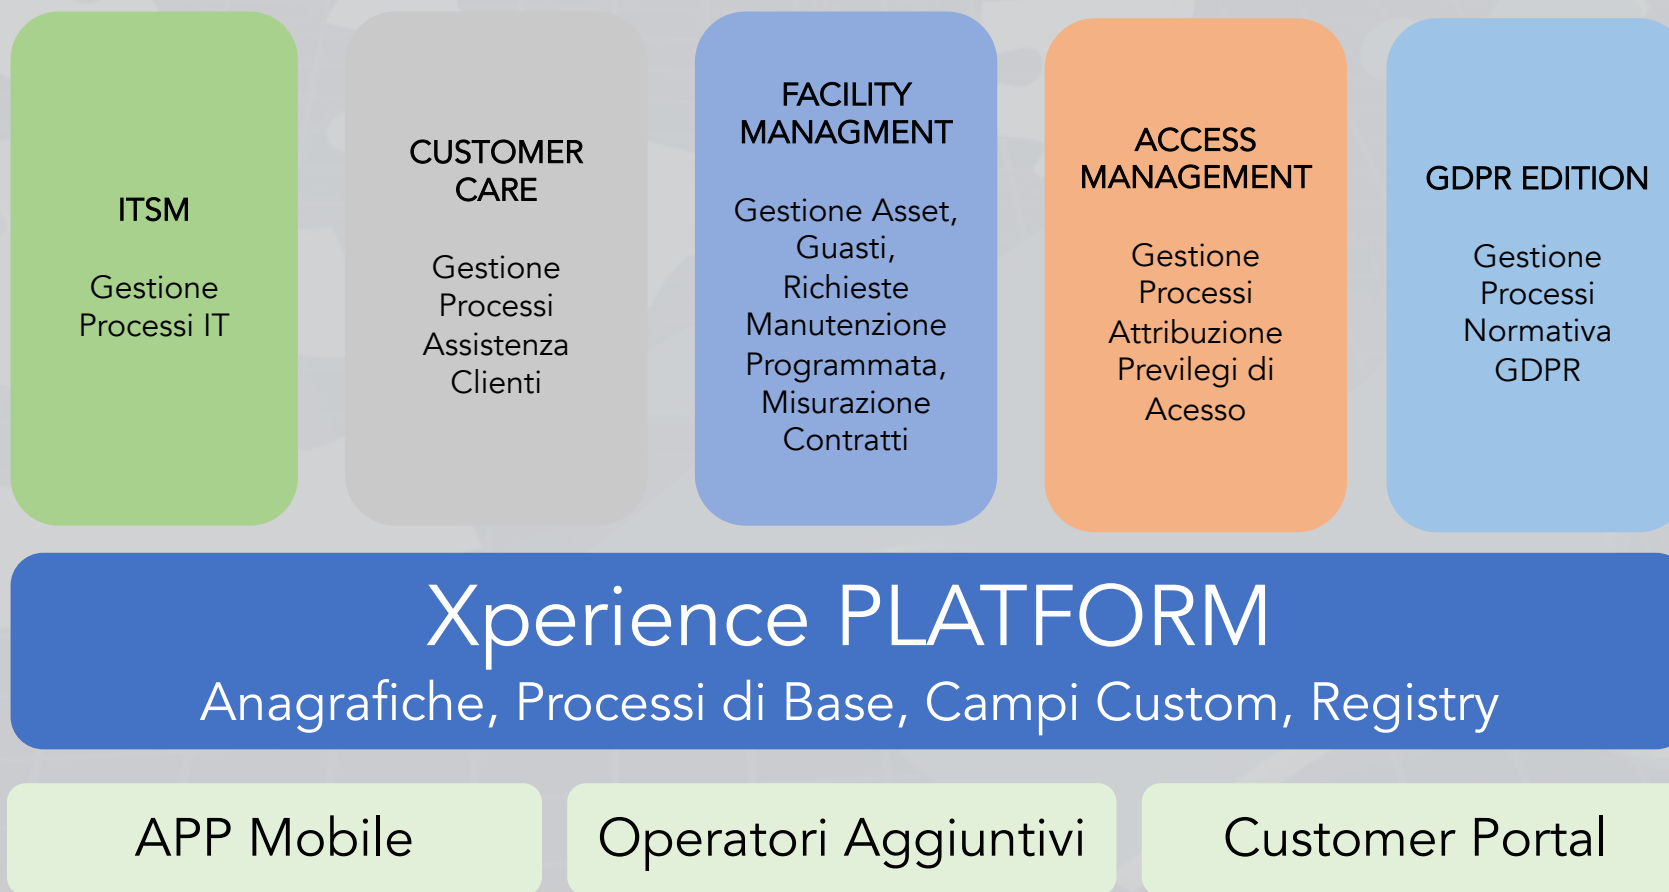 ITSM
Gestione
Processi IT
CUSTOMER
CARE
Gestione
Processi
Assistenza
Clienti
FACILITY
MANAGMENT
Gestione Asset,
Guasti,
Richieste
Manutenzione
Programmata,
Misurazione
Contratti
ACCESS
MANAGEMENT
Gestione
Processi
Attribuzione
Previlegi di
Acesso
GDPR EDITION
Gestione
Processi
Normativa
GDPR
Xperience PLATFORM
Anagrafiche, Processi di Base, Campi Custom, Registry
APP Mobile
Operatori Aggiuntivi
Customer Portal